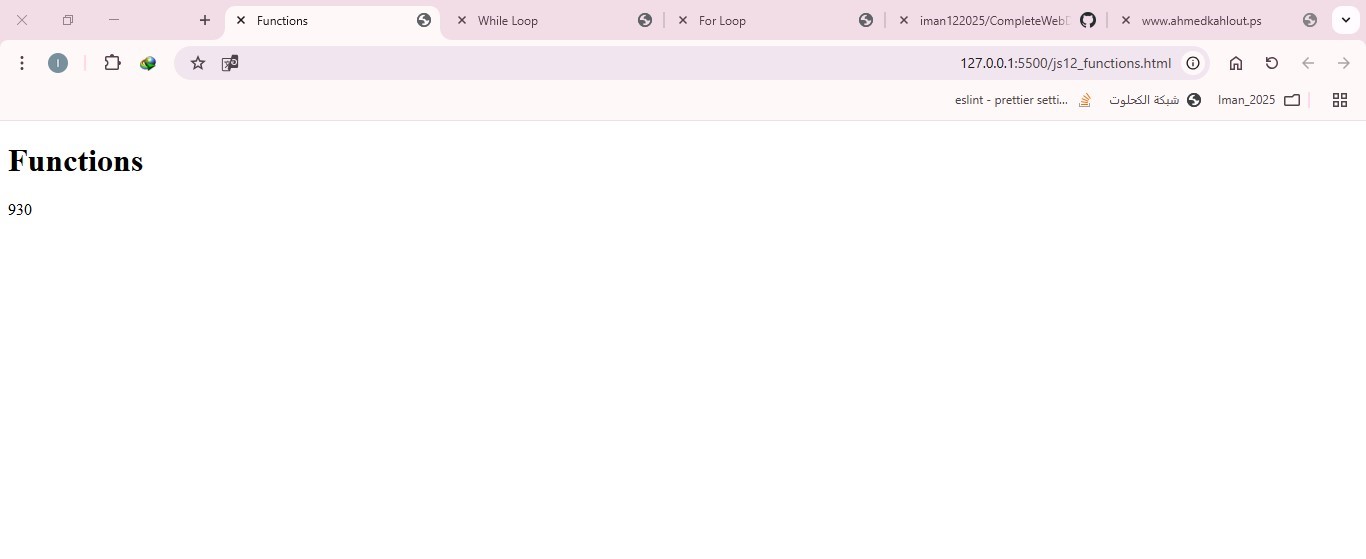 Functions
While Loop
For Loop
iman122025/CompleteWebD
www.ahmedkahlout.ps
I
127.0.0.1:5500/js12_functions.html
eslint - prettier setti...
شبكة الكحلوت
Iman_2025
Functions
930